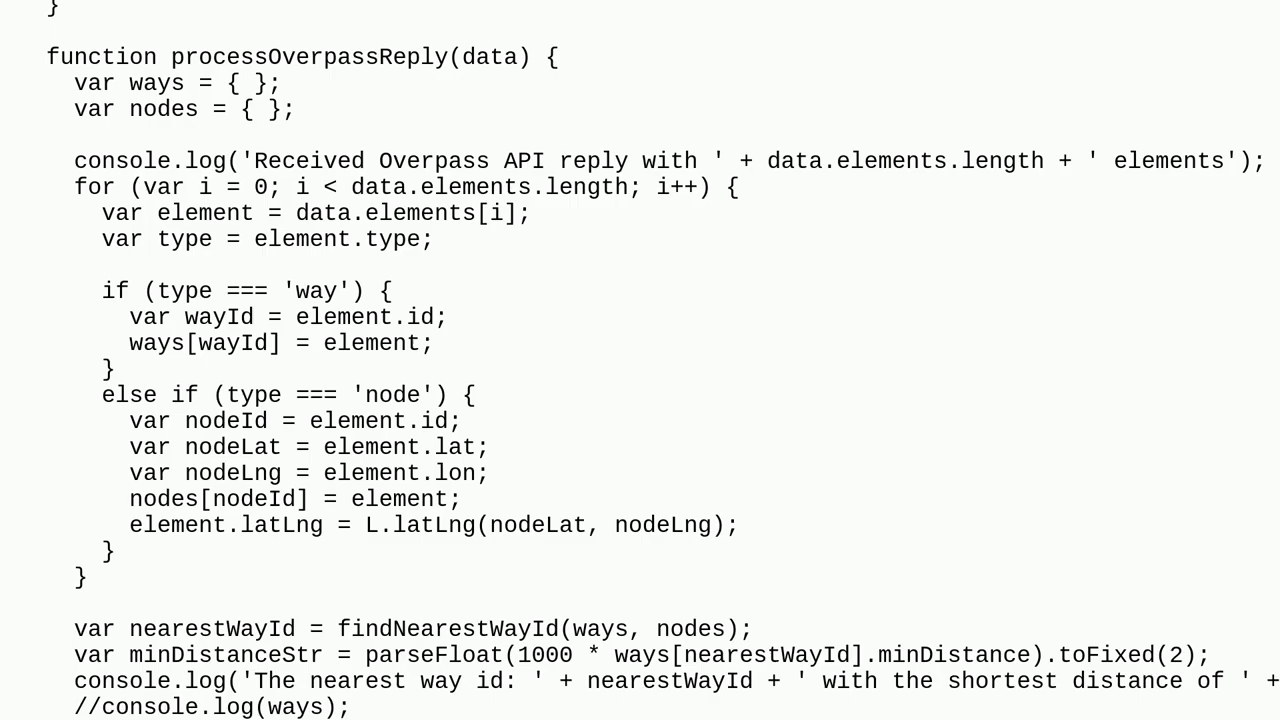 }
function processOverpassReply(data) {
var ways = { };
var nodes = { };
console.log('Received Overpass API reply with ' + data.elements.length + ' elements');
for (var i = 0; i < data.elements.length; i++) {
var element = data.elements[i];
var type = element.type;
if (type === 'way') {
var wayId = element.id;
ways[wayId] = element;
}
else if (type === 'node') {
var nodeId = element.id;
var nodeLat = element.lat;
var nodeLng = element.lon;
nodes[nodeId] = element;
element.latLng = L.latLng(nodeLat, nodeLng);
}
}
var nearestWayId = findNearestWayId(ways, nodes);
var minDistanceStr = parseFloat(1000 * ways[nearestWayId].minDistance).toFixed(2);
console.log('The nearest way id: ' + nearestWayId + ' with the shortest distance of ' +
//console.log(ways);